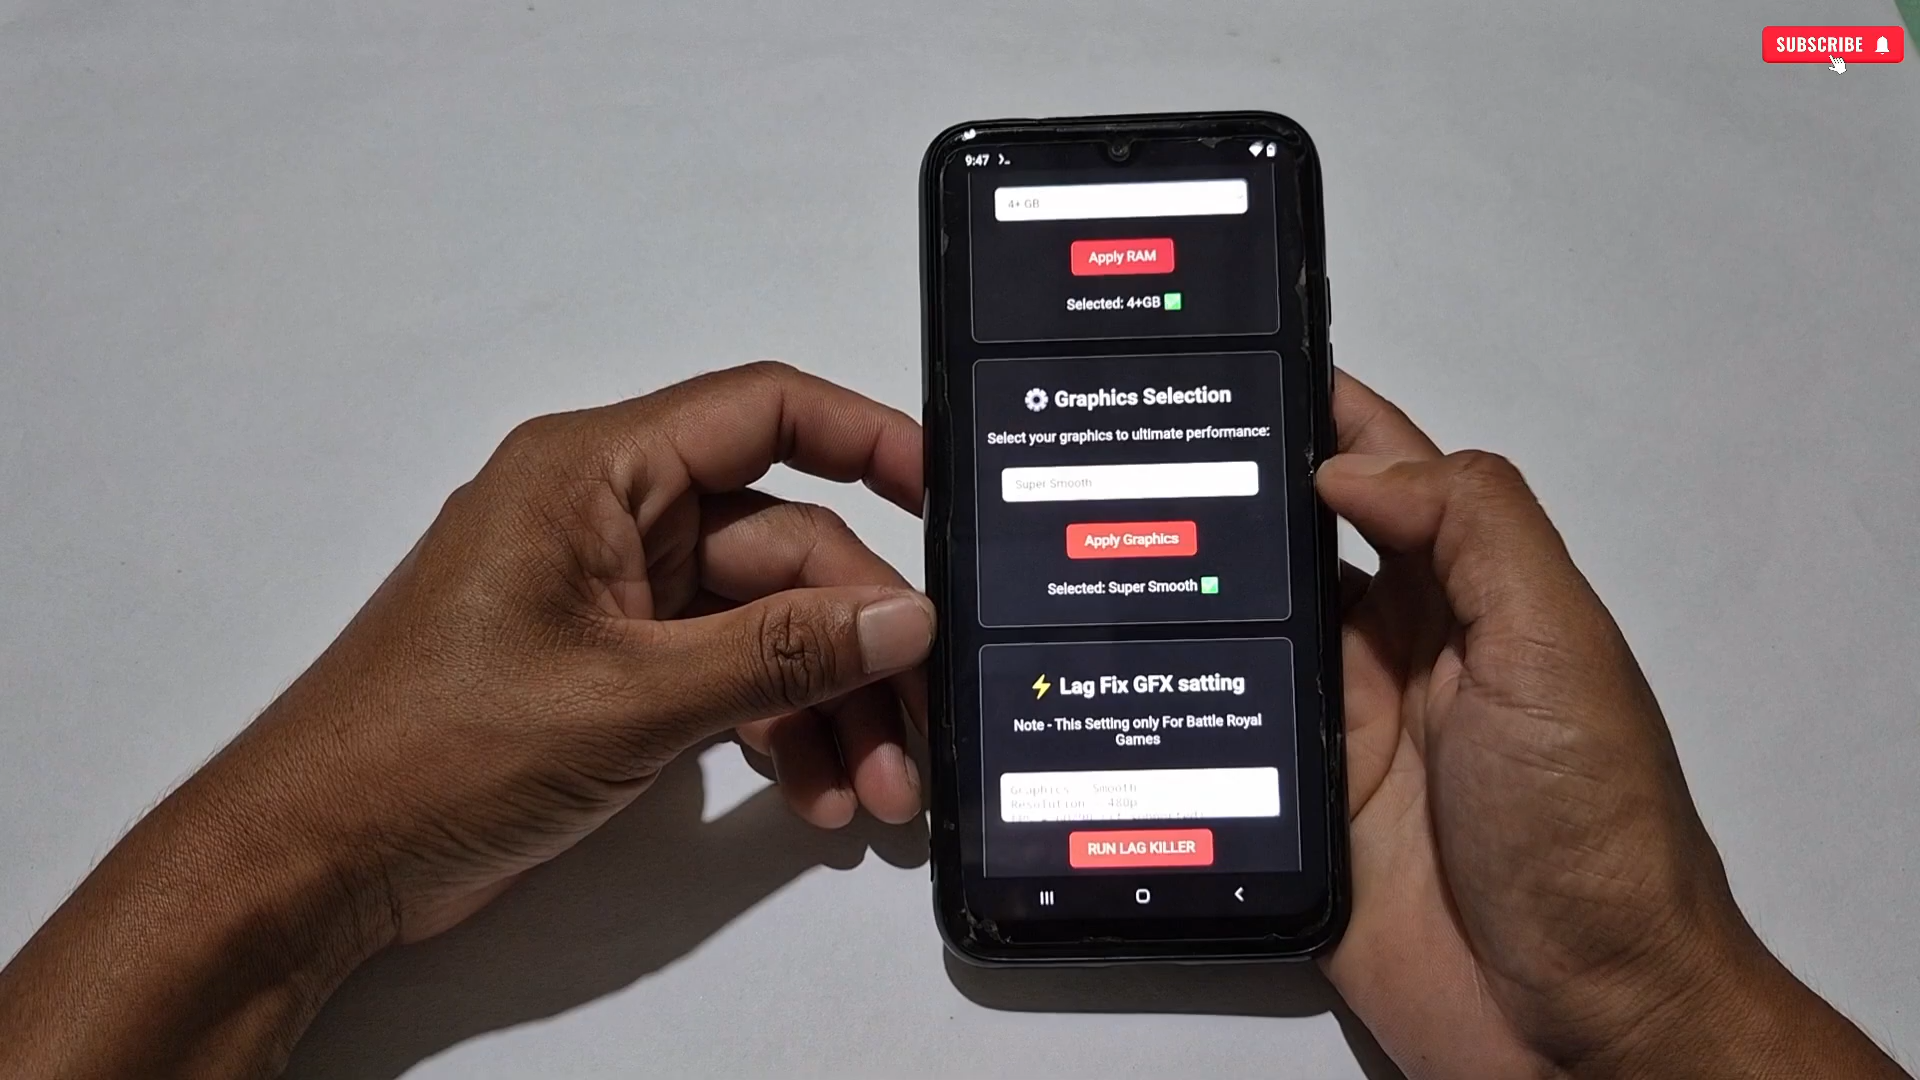 SUBSCRIBE
9:47
4+ GB
Apply RAM
Selected: 4+GB ✅
Graphics Selection
Select your graphics to ultimate performance:
Super Smooth
Apply Graphics
Selected: Super Smooth ✅
⚡ Lag Fix GFX satting
Note - This Setting only For Battle Royal
Games
Graphics Smooth
Resolution 480p
RUN LAG KILLER